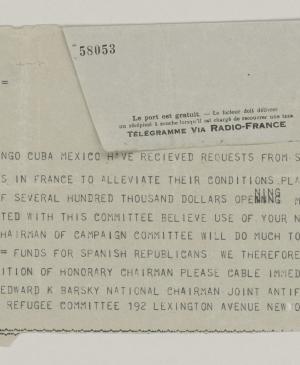 58053
=
Le port est gratuit. — Le facteur doit délivrer
un récépissé à souche lorsqu'il est chargé de recouvrer une taxe
TÉLÉGRAMME VIA RADIO-FRANCE
NGO CUBA MEXICO HAVE RECIEVED REQUESTS FROM S
S IN FRANCE TO ALLEVIATE THEIR CONDITIONS PLA
NING
F SEVERAL HUNDRED THOUSAND DOLLARS OPENING M
TED WITH THIS COMMITTEE BELIEVE USE OF YOUR N
HAIRMAN OF CAMPAIGN COMMITTEE WILL DO MUCH TO
= FUNDS FOR SPANISH REPUBLICANS WE THEREFORE
ITION OF HONORARY CHAIRMAN PLEASE CABLE IMMED
EDWARD K BARSKY NATIONAL CHAIRMAN JOINT ANTIF
REFUGEE COMMITTEE 192 LEXINGTON AVENUE NEW